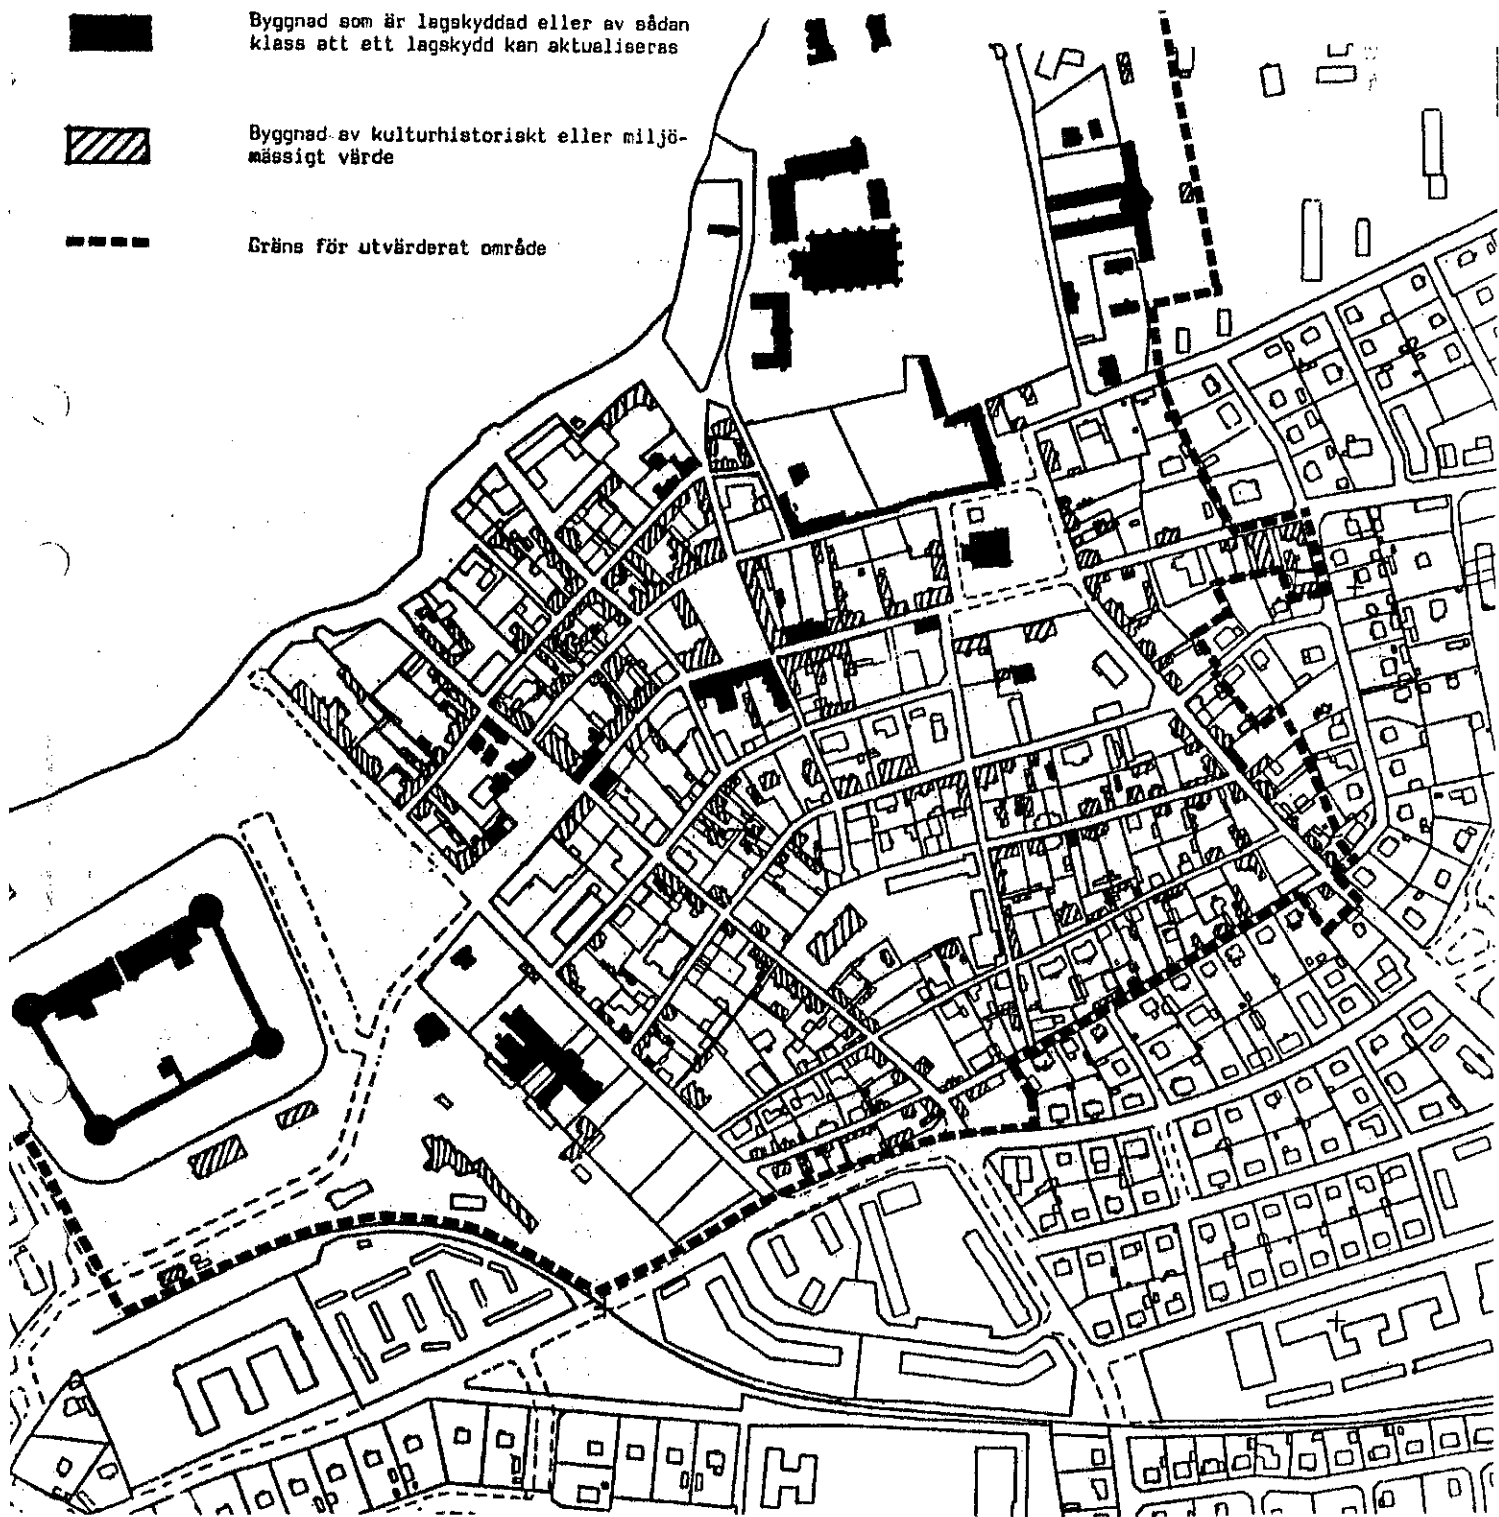 Byggnad som är lagskyddad eller av sådan
klass att ett lagskydd kan aktualiseras
Byggnad av kulturhistoriskt eller miljö-
mässigt värde
Gräns för utvärderat område